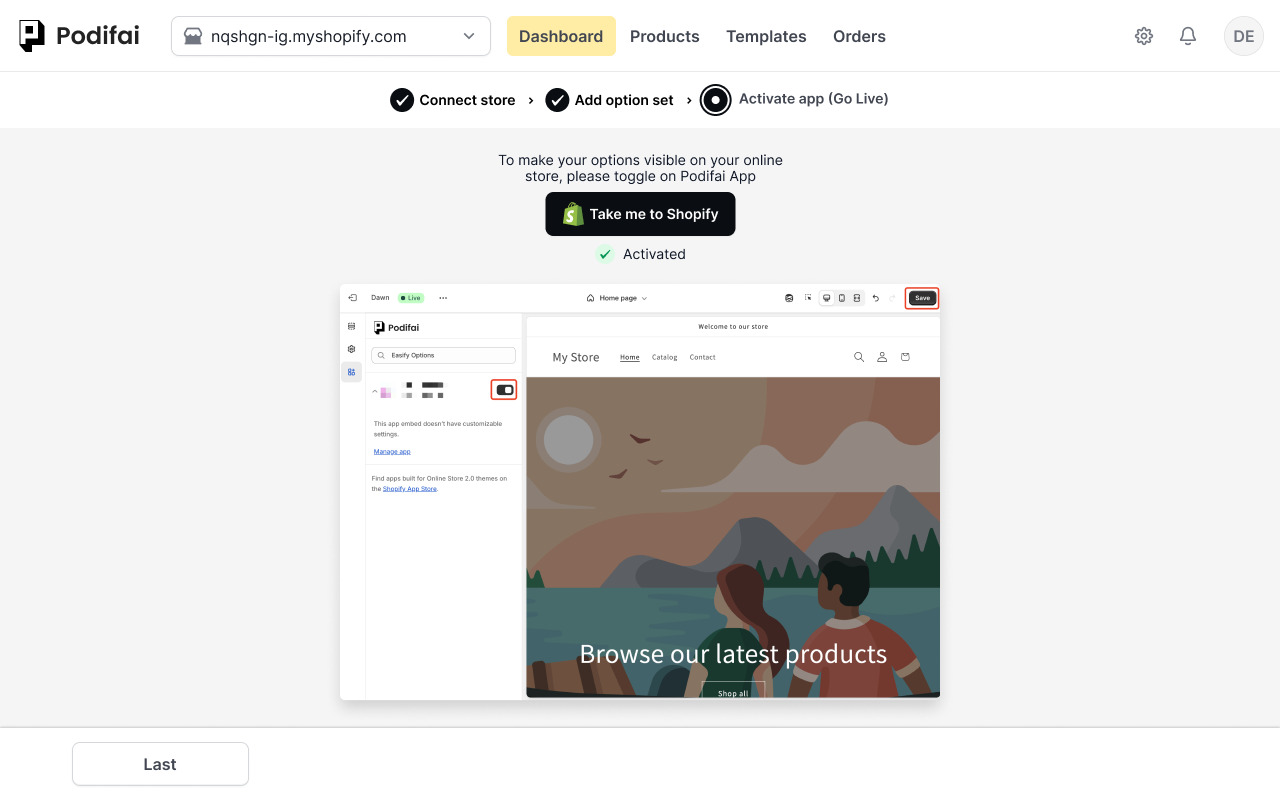 Podifai
nqshgn-ig.myshopify.com
Dashboard
Products
Templates
Orders
DE
Connect store
Add option set
Activate app (Go Live)
To make your options visible on your online
store, please toggle on Podifai App
Take me to Shopify
Activated
Dawn
Live
Home page
Save
Podifai
Easify Options
This app embed doesn't have customizable
settings.
Manage app
Find apps built for Online Store 2.0 themes on
the Shopify App Store.
Welcome to our store
My Store
Home
Catalog
Contact
Browse our latest products
Shop all
Last